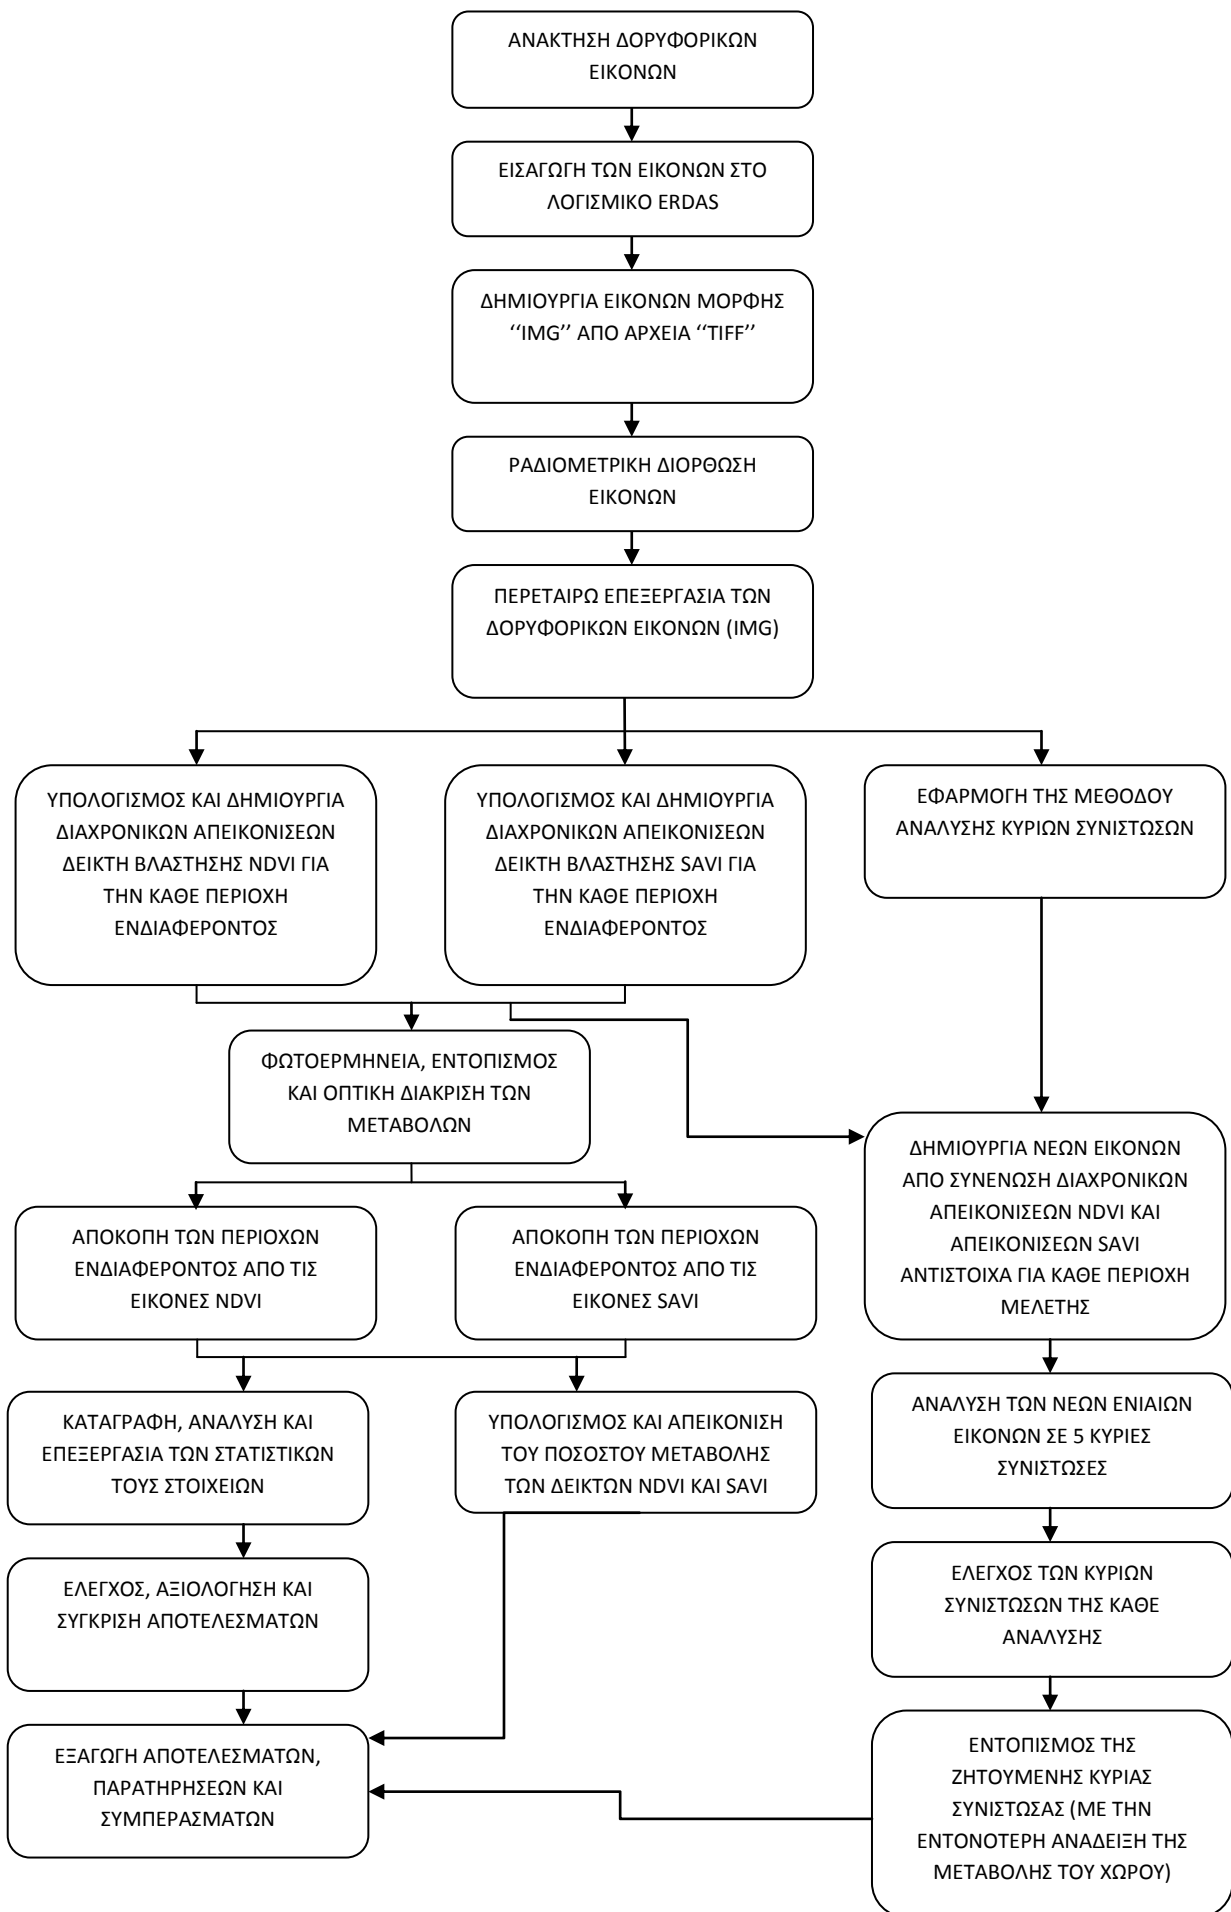 ΑΝΑΚΤΗΣΗ ΔΟΡΥΦΟΡΙΚΩΝ
ΕΙΚΟΝΩΝ
ΕΙΣΑΓΩΓΗ ΤΩΝ ΕΙΚΟΝΩΝ ΣΤΟ
ΛΟΓΙΣΜΙΚΟ ERDAS
ΔΗΜΙΟΥΡΓΙΑ ΕΙΚΟΝΩΝ ΜΟΡΦΗΣ
‘‘IMG’’ ΑΠΟ ΑΡΧΕΙΑ ‘‘TIFF’’
ΡΑΔΙΟΜΕΤΡΙΚΗ ΔΙΟΡΘΩΣΗ
ΕΙΚΟΝΩΝ
ΠΕΡΕΤΑΙΡΩ ΕΠΕΞΕΡΓΑΣΙΑ ΤΩΝ
ΔΟΡΥΦΟΡΙΚΩΝ ΕΙΚΟΝΩΝ (IMG)
ΥΠΟΛΟΓΙΣΜΟΣ ΚΑΙ ΔΗΜΙΟΥΡΓΙΑ
ΔΙΑΧΡΟΝΙΚΩΝ ΑΠΕΙΚΟΝΙΣΕΩΝ
ΔΕΙΚΤΗ ΒΛΑΣΤΗΣΗΣ NDVI ΓΙΑ
ΤΗΝ ΚΑΘΕ ΠΕΡΙΟΧΗ
ΕΝΔΙΑΦΕΡΟΝΤΟΣ
ΥΠΟΛΟΓΙΣΜΟΣ ΚΑΙ ΔΗΜΙΟΥΡΓΙΑ
ΔΙΑΧΡΟΝΙΚΩΝ ΑΠΕΙΚΟΝΙΣΕΩΝ
ΔΕΙΚΤΗ ΒΛΑΣΤΗΣΗΣ SAVI ΓΙΑ
ΤΗΝ ΚΑΘΕ ΠΕΡΙΟΧΗ
ΕΝΔΙΑΦΕΡΟΝΤΟΣ
ΕΦΑΡΜΟΓΗ ΤΗΣ ΜΕΘΟΔΟΥ
ΑΝΑΛΥΣΗΣ ΚΥΡΙΩΝ ΣΥΝΙΣΤΩΣΩΝ
ΦΩΤΟΕΡΜΗΝΕΙΑ, ΕΝΤΟΠΙΣΜΟΣ
ΚΑΙ ΟΠΤΙΚΗ ΔΙΑΚΡΙΣΗ ΤΩΝ
ΜΕΤΑΒΟΛΩΝ
ΔΗΜΙΟΥΡΓΙΑ ΝΕΩΝ ΕΙΚΟΝΩΝ
ΑΠΟ ΣΥΝΕΝΩΣΗ ΔΙΑΧΡΟΝΙΚΩΝ
ΑΠΕΙΚΟΝΙΣΕΩΝ NDVI ΚΑΙ
ΑΠΕΙΚΟΝΙΣΕΩΝ SAVI
ΑΝΤΙΣΤΟΙΧΑ ΓΙΑ ΚΑΘΕ ΠΕΡΙΟΧΗ
ΜΕΛΕΤΗΣ
ΑΠΟΚΟΠΗ ΤΩΝ ΠΕΡΙΟΧΩΝ
ΕΝΔΙΑΦΕΡΟΝΤΟΣ ΑΠΟ ΤΙΣ
ΕΙΚΟΝΕΣ NDVI
ΑΠΟΚΟΠΗ ΤΩΝ ΠΕΡΙΟΧΩΝ
ΕΝΔΙΑΦΕΡΟΝΤΟΣ ΑΠΟ ΤΙΣ
ΕΙΚΟΝΕΣ SAVI
ΚΑΤΑΓΡΑΦΗ, ΑΝΑΛΥΣΗ ΚΑΙ
ΕΠΕΞΕΡΓΑΣΙΑ ΤΩΝ ΣΤΑΤΙΣΤΙΚΩΝ
ΤΟΥΣ ΣΤΟΙΧΕΙΩΝ
ΥΠΟΛΟΓΙΣΜΟΣ ΚΑΙ ΑΠΕΙΚΟΝΙΣΗ
ΤΟΥ ΠΟΣΟΣΤΟΥ ΜΕΤΑΒΟΛΗΣ
ΤΩΝ ΔΕΙΚΤΩΝ NDVI ΚΑΙ SAVI
ΑΝΑΛΥΣΗ ΤΩΝ ΝΕΩΝ ΕΝΙΑΙΩΝ
ΕΙΚΟΝΩΝ ΣΕ 5 ΚΥΡΙΕΣ
ΣΥΝΙΣΤΩΣΕΣ
ΕΛΕΓΧΟΣ, ΑΞΙΟΛΟΓΗΣΗ ΚΑΙ
ΣΥΓΚΡΙΣΗ ΑΠΟΤΕΛΕΣΜΑΤΩΝ
ΕΛΕΓΧΟΣ ΤΩΝ ΚΥΡΙΩΝ
ΣΥΝΙΣΤΩΣΩΝ ΤΗΣ ΚΑΘΕ
ΑΝΑΛΥΣΗΣ
ΕΞΑΓΩΓΗ ΑΠΟΤΕΛΕΣΜΑΤΩΝ,
ΠΑΡΑΤΗΡΗΣΕΩΝ ΚΑΙ
ΣΥΜΠΕΡΑΣΜΑΤΩΝ
ΕΝΤΟΠΙΣΜΟΣ ΤΗΣ
ΖΗΤΟΥΜΕΝΗΣ ΚΥΡΙΑΣ
ΣΥΝΙΣΤΩΣΑΣ (ΜΕ ΤΗΝ
ΕΝΤΟΝΟΤΕΡΗ ΑΝΑΔΕΙΞΗ ΤΗΣ
ΜΕΤΑΒΟΛΗΣ ΤΟΥ ΧΩΡΟΥ)